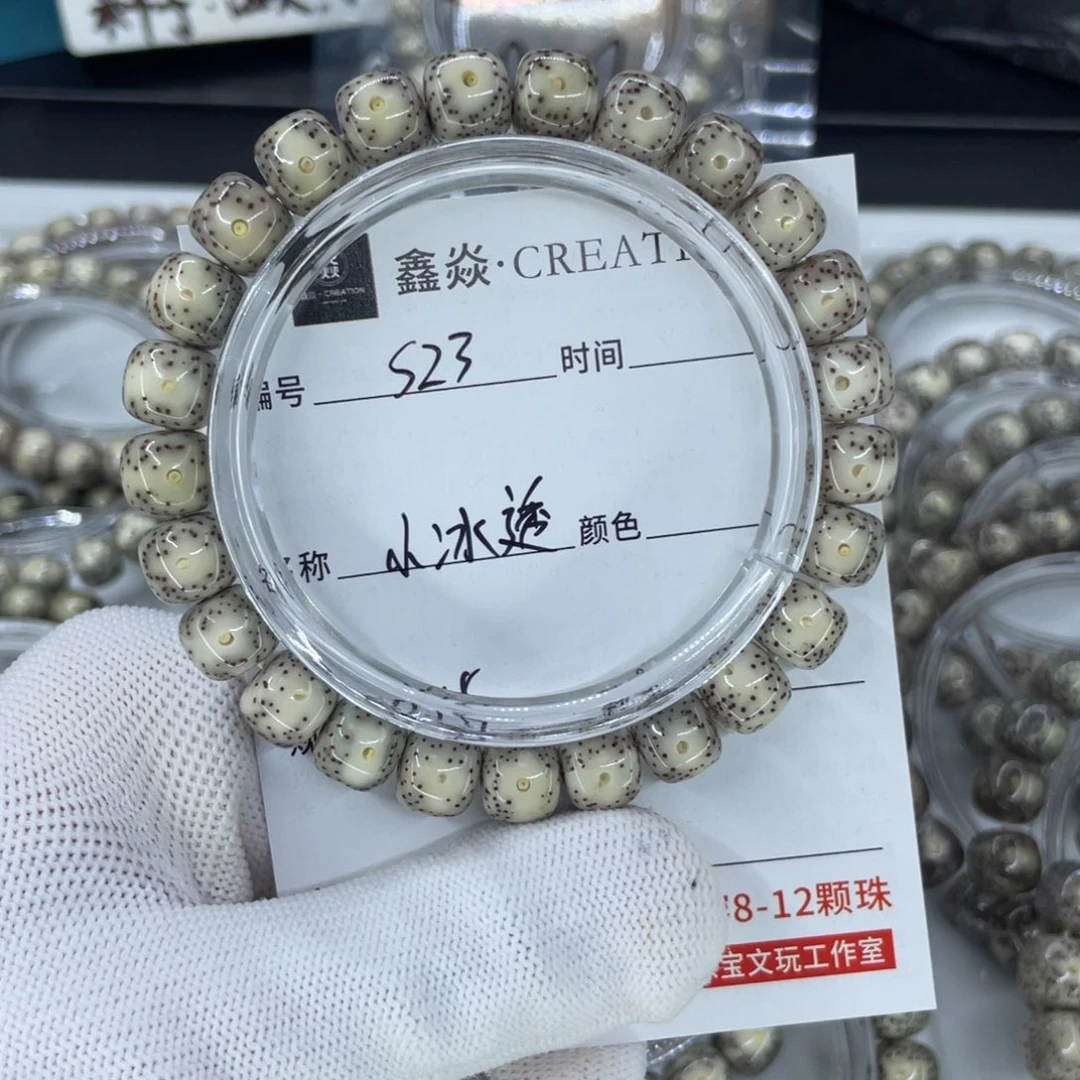 鑫焱·CREATI
编号 S23 时间
名称 小冰透 颜色
8-12颗珠
宝文玩工作室